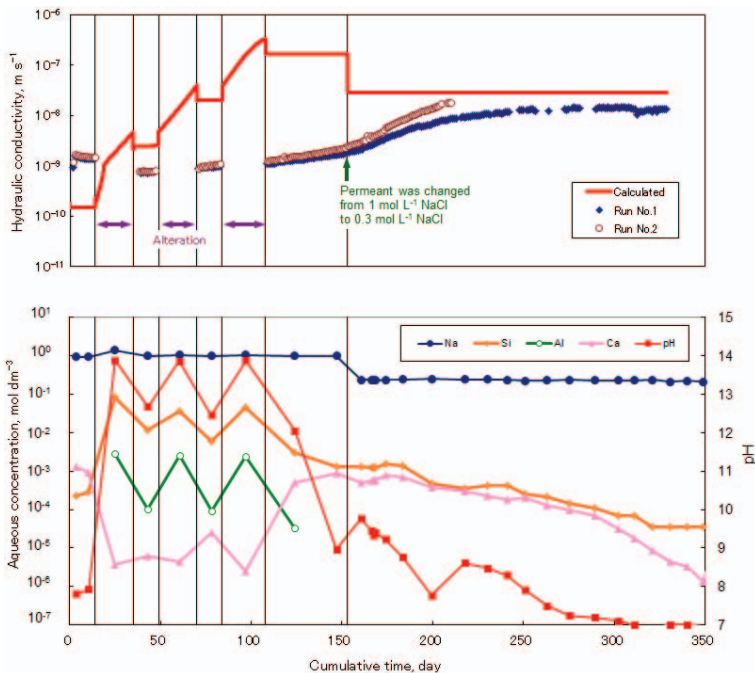 10⁻⁶
10⁻⁷
10⁻⁸
10⁻⁹
10⁻¹⁰
10⁻¹¹
Hydraulic conductivity, m s⁻¹
Alteration
Permeant was changed
from 1 mol L⁻¹ NaCl
to 0.3 mol L⁻¹ NaCl
Calculated
Run No.1
Run No.2
10¹
10⁰
10⁻¹
10⁻²
10⁻³
10⁻⁴
10⁻⁵
10⁻⁶
10⁻⁷
Aqueous concentration, mol dm⁻³
Na Si Al Ca pH
15
14
13
12
11
10
9
8
7
pH
0 50 100 150 200 250 300 350
Cumulative time, day